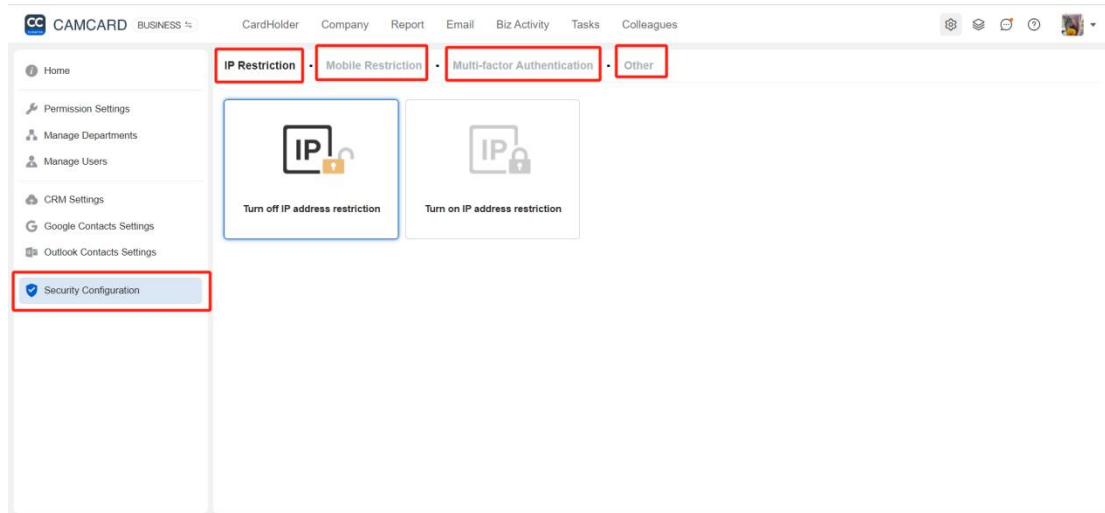 CC CAMCARD BUSINESS CardHolder Company Report Email Biz Activity Tasks Colleagues
Home
IP Restriction · Mobile Restriction · Multi-factor Authentication · Other
Permission Settings
Manage Departments
Manage Users
CRM Settings
Google Contacts Settings
Outlook Contacts Settings
Security Configuration
IP IP
Turn off IP address restriction Turn on IP address restriction